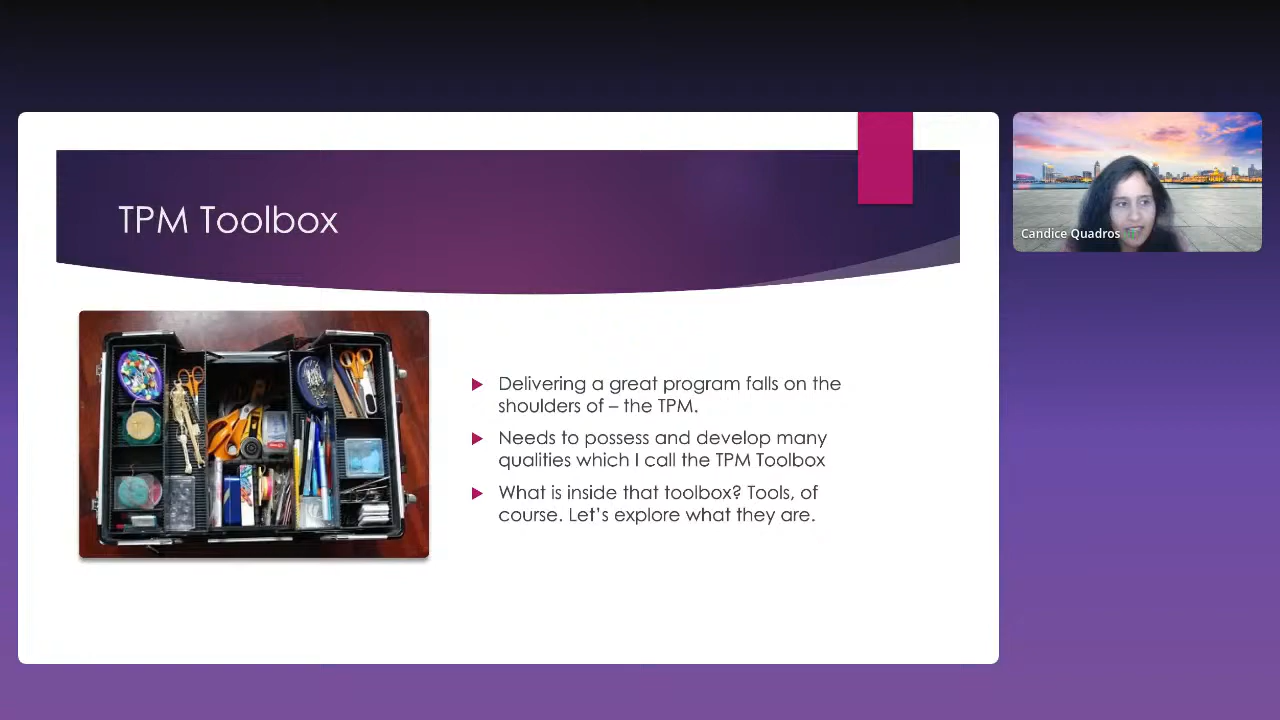 TPM Toolbox
Delivering a great program falls on the
shoulders of – the TPM.
Needs to possess and develop many
qualities which I call the TPM Toolbox
What is inside that toolbox? Tools, of
course. Let's explore what they are.
Candice Quadros